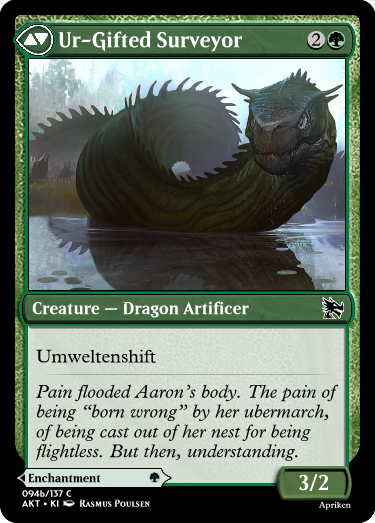 Ur-Gifted Surveyor 2
Creature — Dragon Artificer
Umweltenshift
Pain flooded Aaron's body. The pain of
being “born wrong” by her ubermarch,
of being cast out of her nest for being
flightless. But then, understanding.
Enchantment
3/2
094b/137 C
AKT • KI Rasmus Poulsen
Apriken